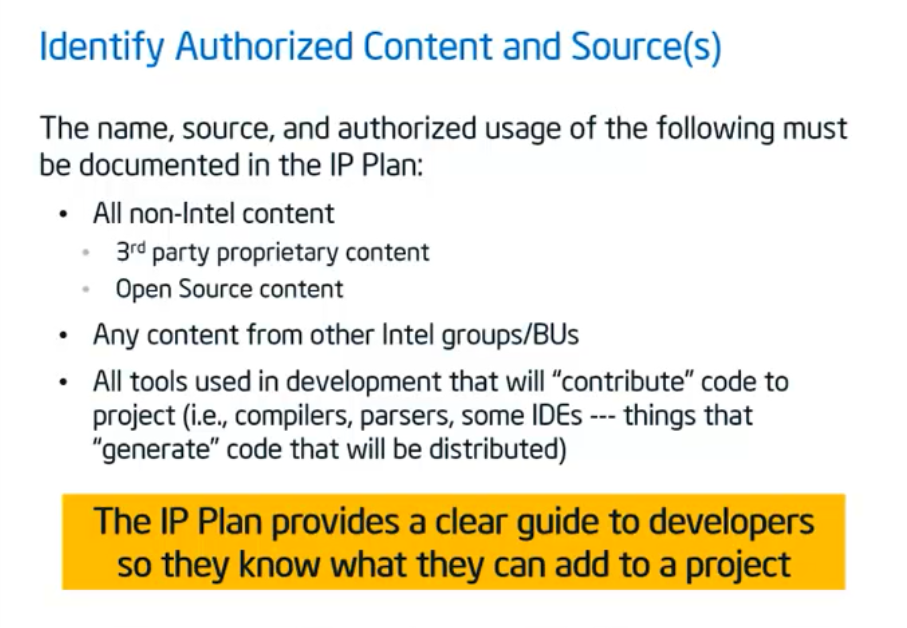 Identify Authorized Content and Source(s)
The name, source, and authorized usage of the following must
be documented in the IP Plan:
• All non-Intel content
• 3rd party proprietary content
• Open Source content
• Any content from other Intel groups/BUs
• All tools used in development that will “contribute” code to
project (i.e., compilers, parsers, some IDEs --- things that
“generate” code that will be distributed)
The IP Plan provides a clear guide to developers
so they know what they can add to a project